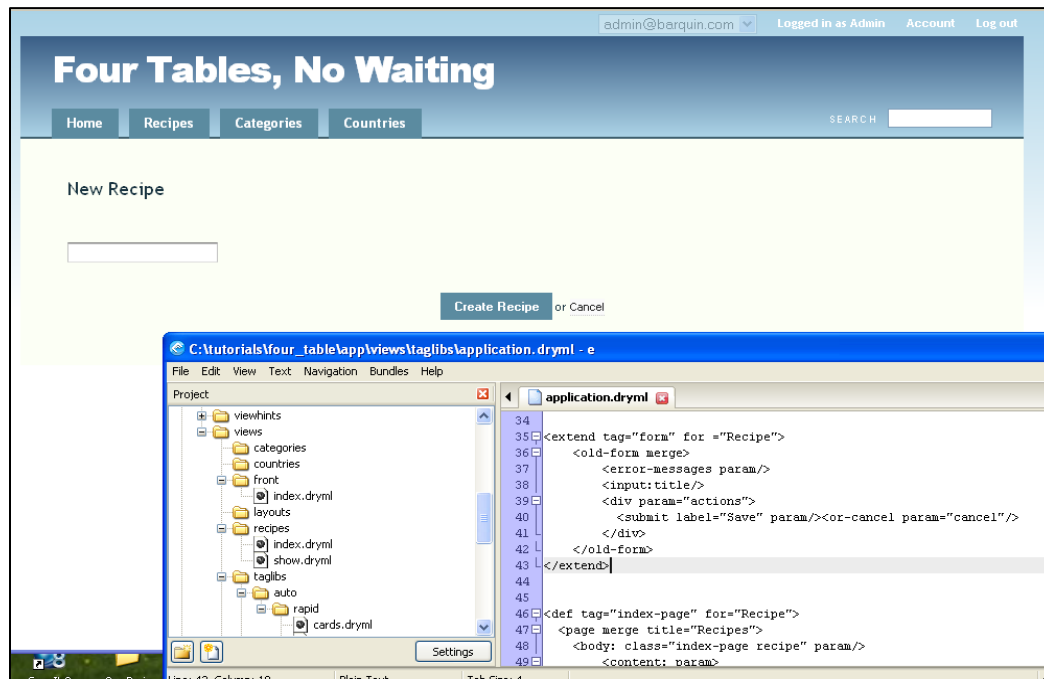 admin@barquin.com Logged in as Admin Account Log out
Four Tables, No Waiting
Home Recipes Categories Countries SEARCH
New Recipe
Create Recipe or Cancel
C:\tutorials\four_table\app\views\taglibs\application.dryml - e
File Edit View Text Navigation Bundles Help
Project
viewhints
views
categories
countries
front
index.dryml
layouts
recipes
index.dryml
show.dryml
taglibs
auto
rapid
cards.dryml
Settings
application.dryml
34
35 <extend tag="form" for ="Recipe">
36 <old-form merge>
37 <error-messages param/>
38 <input:title/>
39 <div param="actions">
40 <submit label="Save" param/><or-cancel param="cancel"/>
41 </div>
42 </old-form>
43 </extend>
44
45
46 <def tag="index-page" for="Recipe">
47 <page merge title="Recipes">
48 <body: class="index-page recipe" param/>
49 <content: param>